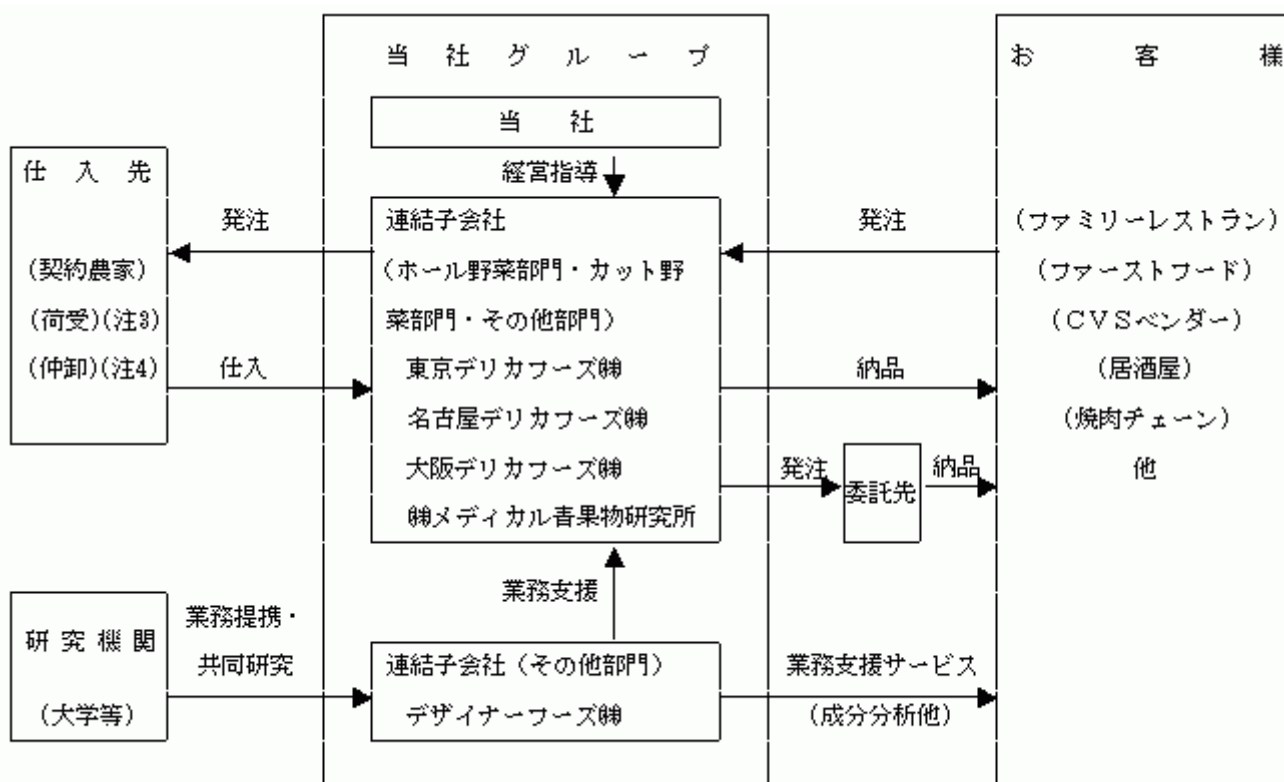 当社グループ
お客様
当社
仕入先
経営指導
発注
連結子会社
発注
(ファミリーレストラン)
(契約農家)
(ホール野菜部門・カット野
(ファーストフード)
(荷受)(注3)
菜部門・その他部門)
(CVSベンダー)
(仲卸)(注4)
仕入
東京デリカフーズ㈱
納品
(居酒屋)
名古屋デリカフーズ㈱
(焼肉チェーン)
大阪デリカフーズ㈱
発注
納品
他
委託先
㈱メディカル青果物研究所
業務支援
業務提携・
研究機関
共同研究
連結子会社(その他部門)
業務支援サービス
(大学等)
デザイナーフーズ㈱
(成分分析他)